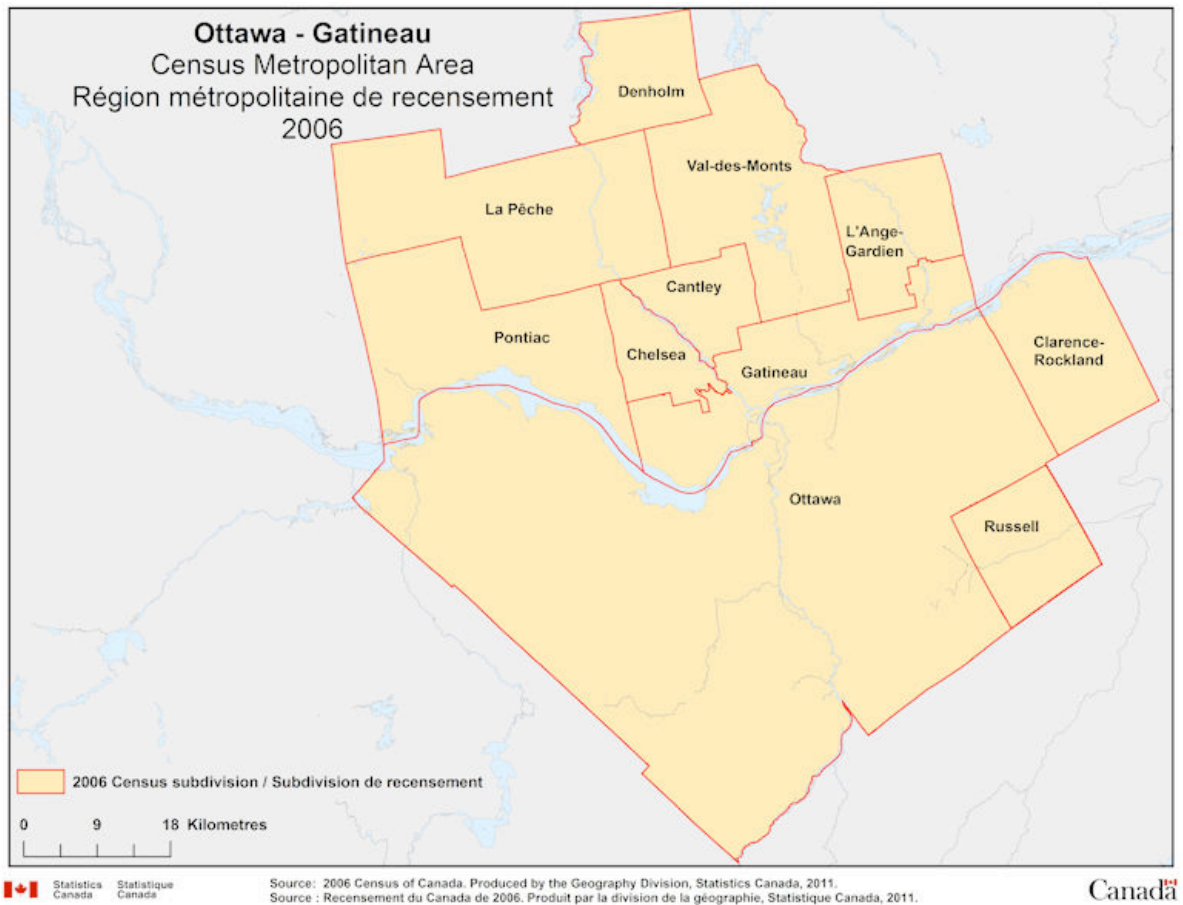 Ottawa - Gatineau
Census Metropolitan Area
Région métropolitaine de recensement
2006
Denholm
Val-des-Monts
La Pêche
L'Ange-
Gardien
Cantley
Pontiac
Chelsea
Gatineau
Clarence-
Rockland
Ottawa
Russell
2006 Census subdivision / Subdivision de recensement
0 9 18 Kilometres
Statistics Canada
Statistique Canada
Source: 2006 Census of Canada. Produced by the Geography Division, Statistics Canada, 2011.
Source : Recensement du Canada de 2006. Produit par la division de la géographie, Statistique Canada, 2011.
Canada